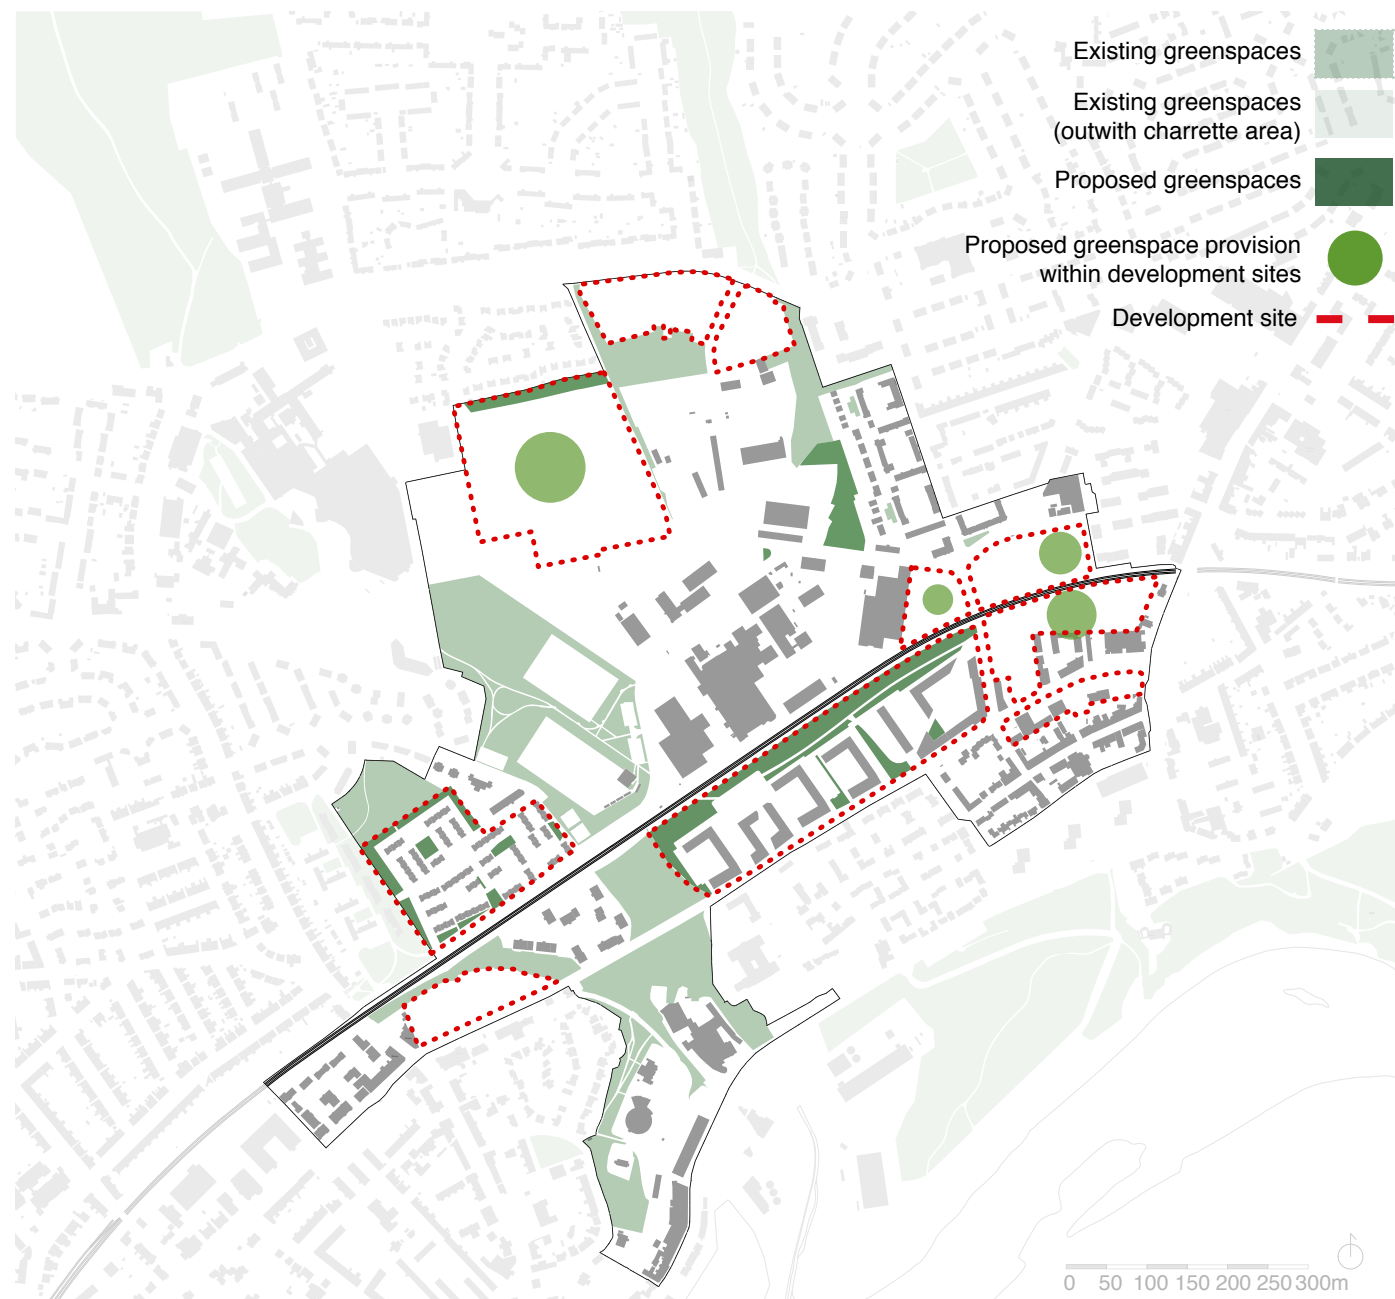 Existing greenspaces
Existing greenspaces
(outwith charrette area)
Proposed greenspaces
Proposed greenspace provision
within development sites
Development site
0 50 100 150 200 250 300m